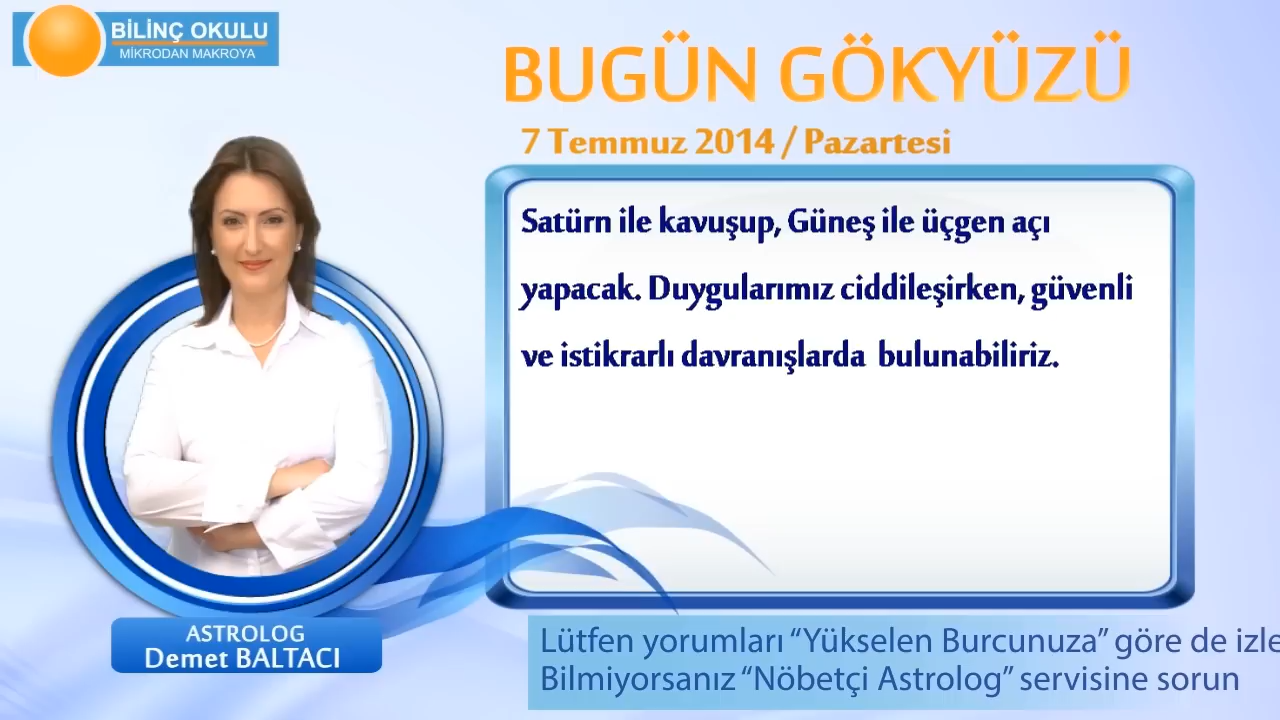 BİLİNÇ OKULU
MİKRODAN MAKROYA
BUGÜN GÖKYÜZÜ
7 Temmuz 2014 / Pazartesi
Satürn ile kavuşup, Güneş ile üçgen açı
yapacak. Duygularımız ciddileşirken, güvenli
ve istikrarlı davranışlarda bulunabiliriz.
ASTROLOG
Demet BALTACI
Lütfen yorumları “Yükselen Burcunuza” göre de izle
Bilmiyorsanız “Nöbetçi Astrolog” servisine sorun